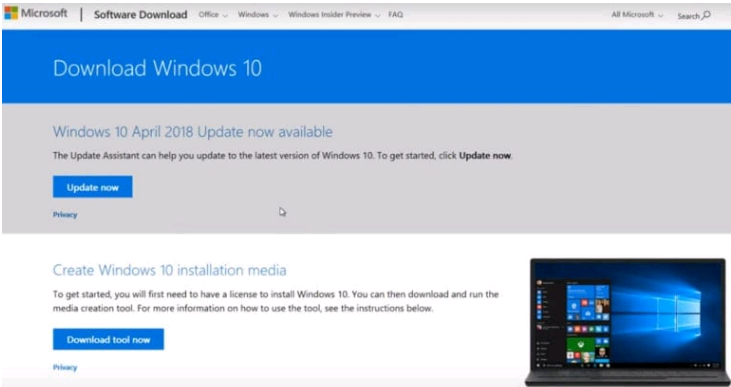 Microsoft | Software Download Office Windows Windows Insider Preview FAQ All Microsoft Search
Download Windows 10
Windows 10 April 2018 Update now available
The Update Assistant can help you update to the latest version of Windows 10. To get started, click Update now.
Update now
Privacy
Create Windows 10 installation media
To get started, you will first need to have a license to install Windows 10. You can then download and run the
media creation tool. For more information on how to use the tool, see the instructions below.
Download tool now
Privacy